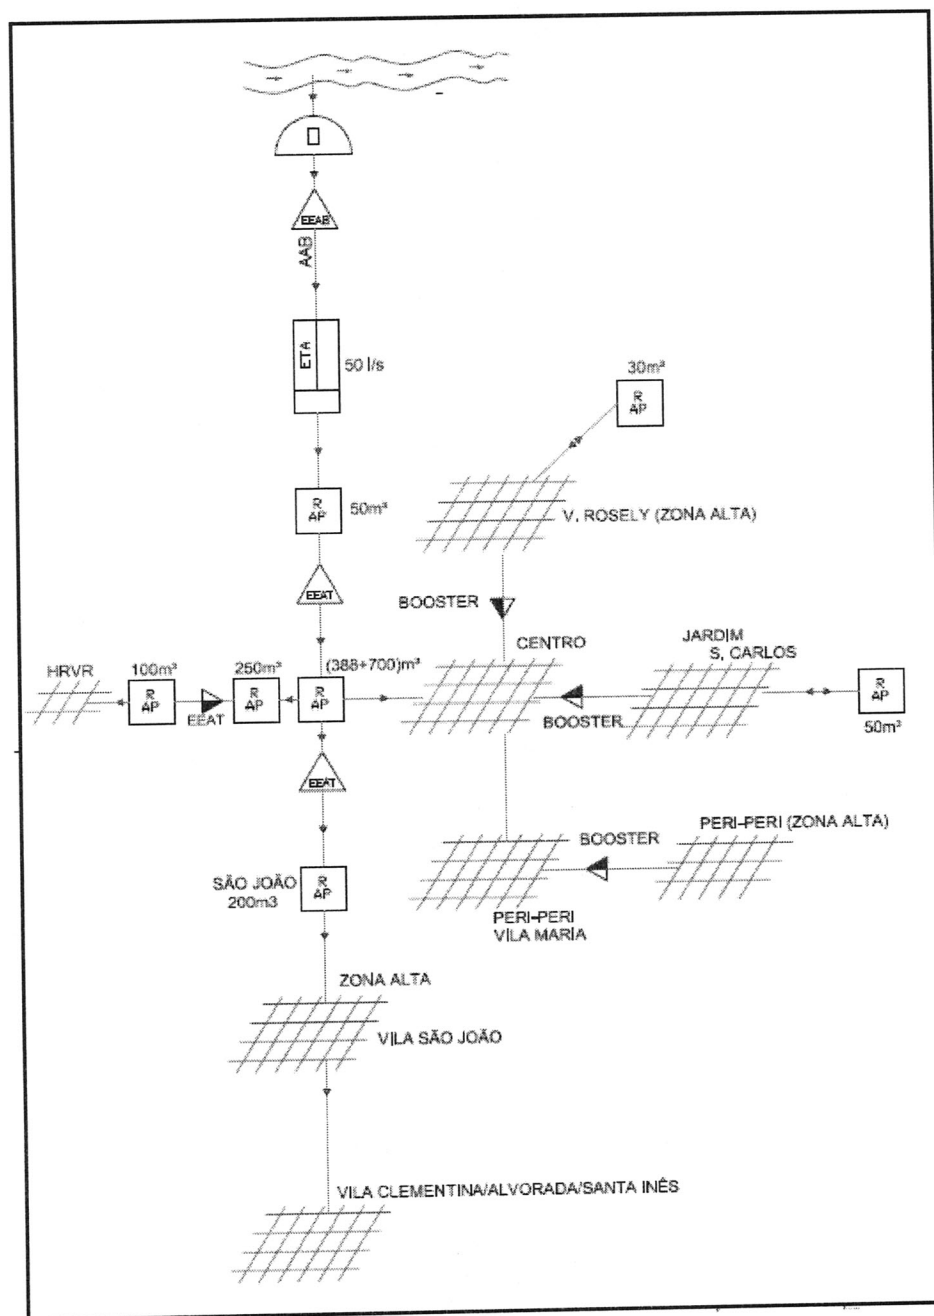 EEAB
AAB
ETA
50 l/s
30m³
R
AP
R
AP
50m³
V. ROSELY (ZONA ALTA)
EEAT
BOOSTER
HRVR
100m³
250m³
(388+700)m³
CENTRO
JARDIM
S. CARLOS
R
AP
EEAT
R
AP
R
AP
BOOSTER
R
AP
50m³
EEAT
SÃO JOÃO
200m3
R
AP
BOOSTER
PERI-PERI (ZONA ALTA)
PERI-PERI
VILA MARIA
ZONA ALTA
VILA SÃO JOÃO
VILA CLEMENTINA/ALVORADA/SANTA INÊS